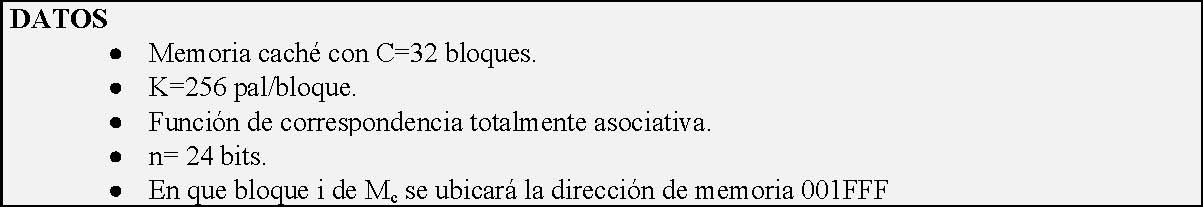 DATOS
• Memoria caché con C=32 bloques.
• K=256 pal/bloque.
• Función de correspondencia totalmente asociativa.
• n= 24 bits.
• En que bloque i de Mc se ubicará la dirección de memoria 001FFF